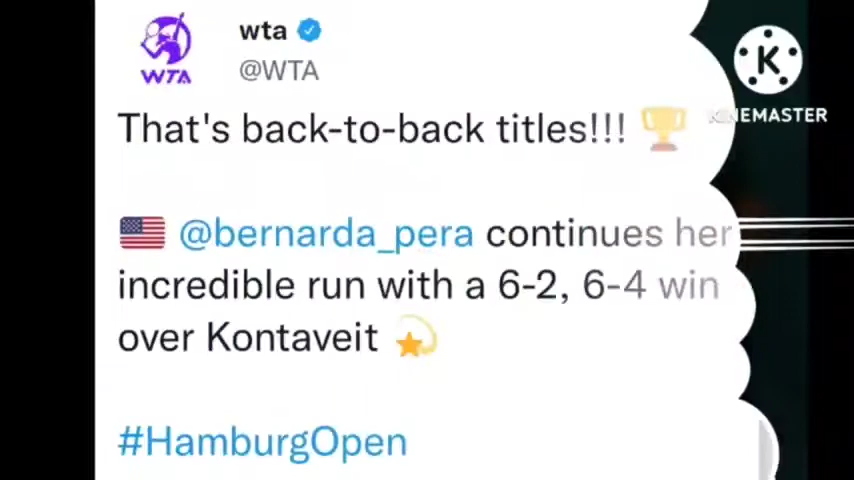 wta
@WTA
WTA
That's back-to-back titles!!!
@bernarda_pera continues her
incredible run with a 6-2, 6-4 win
over Kontaveit
#HamburgOpen
K
KINEMASTER